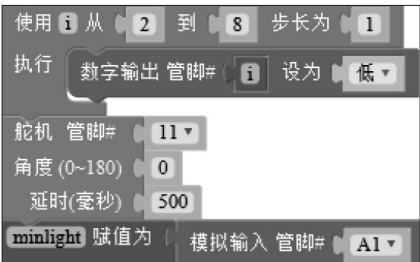 使用 i 从 2 到 8 步长为 1
执行 数字输出 管脚# i 设为 低
舵机 管脚# 11
角度 (0~180) 0
延时(毫秒) 500
minlight 赋值为 模拟输入 管脚# A1